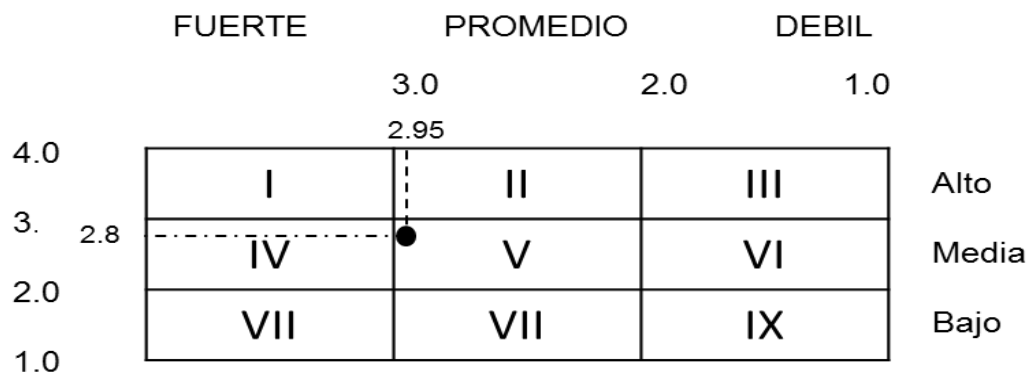 FUERTE PROMEDIO DEBIL
3.0 2.0 1.0
2.95
4.0
I II III Alto
3.
2.8
IV V VI Media
2.0
VII VII IX Bajo
1.0